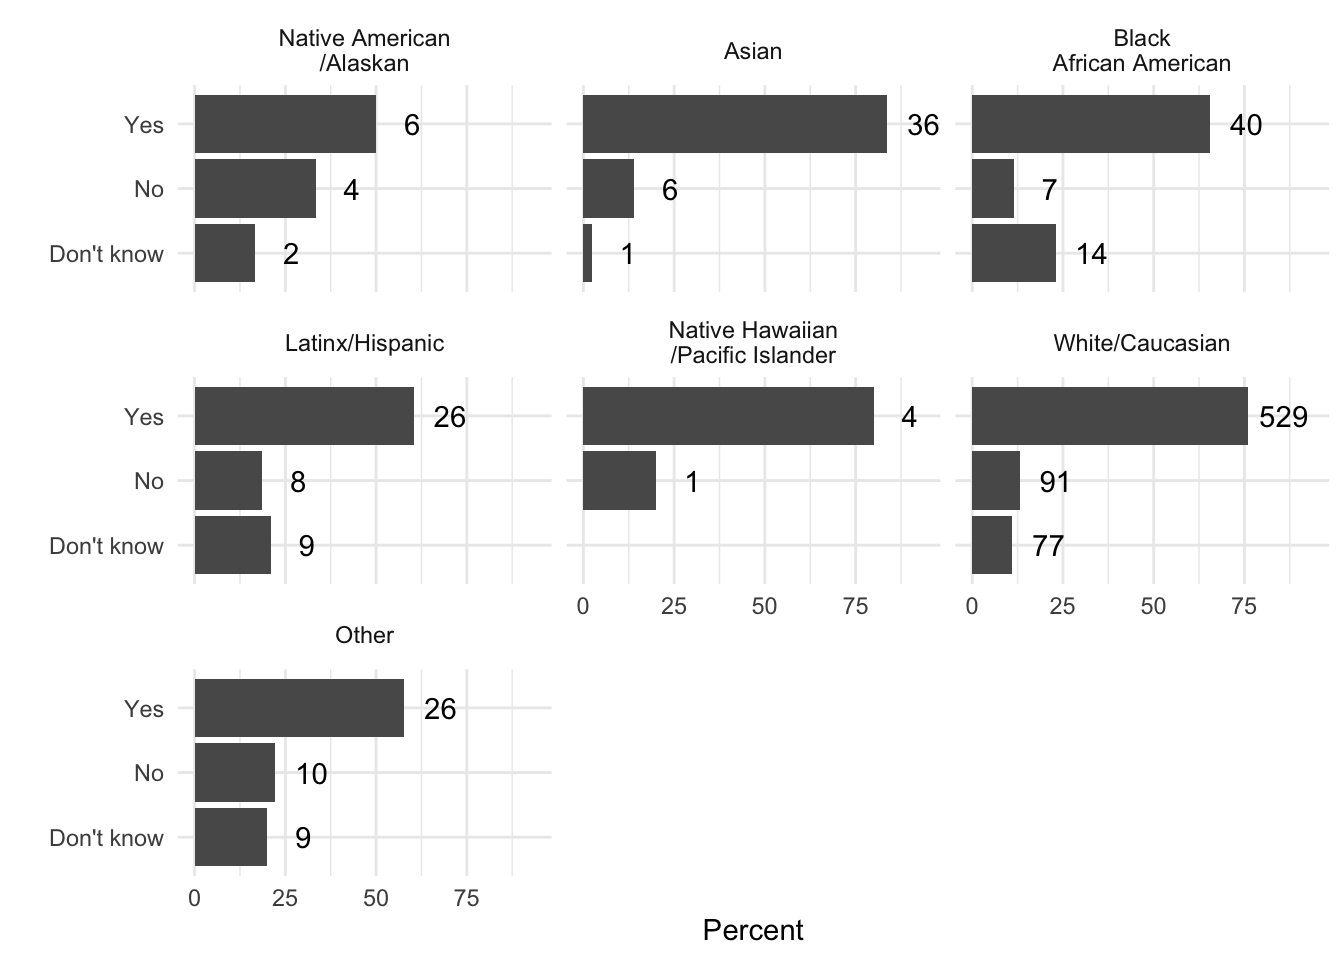 Native American
/Alaskan
Asian
Black
African American
Yes
6
36
40
No
4
6
7
Don't know
2
1
14
Latinx/Hispanic
Native Hawaiian
/Pacific Islander
White/Caucasian
Yes
26
4
529
No
8
1
91
Don't know
9
77
0 25 50 75
0 25 50 75
Other
Yes
26
No
10
Don't know
9
0 25 50 75
Percent